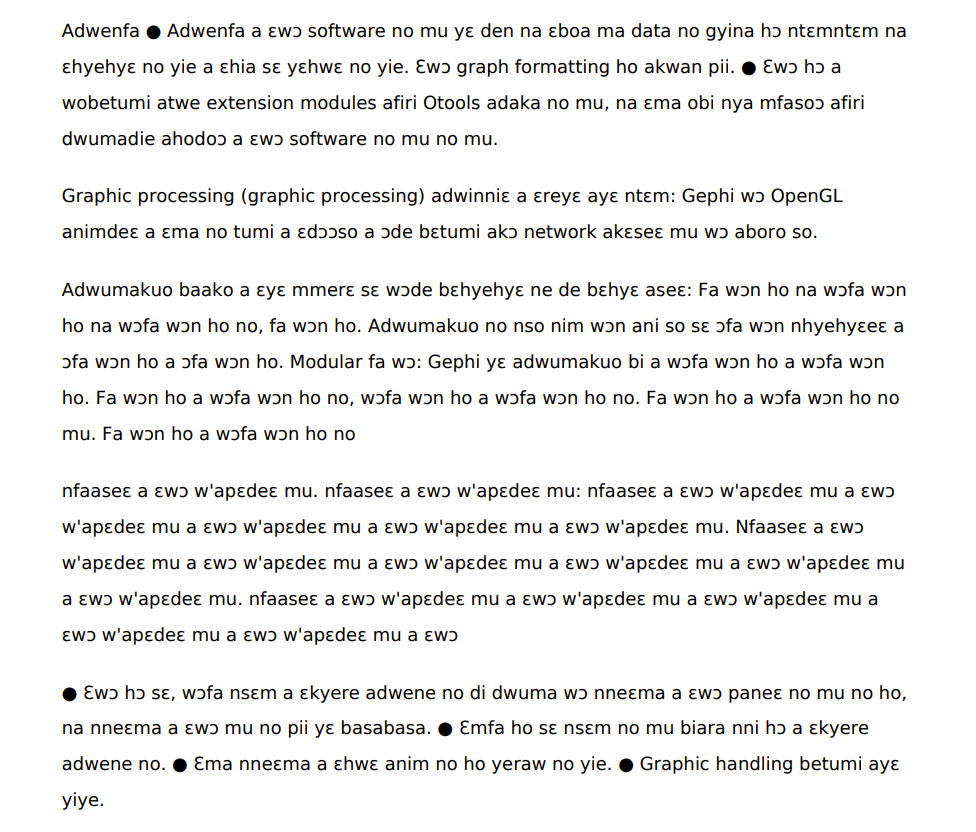 Adwenfa ● Adwenfa a ɛwɔ software no mu yɛ den na ɛboa ma data no gyina hɔ ntɛmntɛm na
ɛhyehyɛ no yie a ɛhia sɛ yɛhwɛ no yie. Ɛwɔ graph formatting ho akwan pii. ● Ɛwɔ hɔ a
wobetumi atwe extension modules afiri Otools adaka no mu, na ɛma obi nya mfasoɔ afiri
dwumadie ahodoɔ a ɛwɔ software no mu no mu.
Graphic processing (graphic processing) adwinniɛ a ɛreyɛ ayɛ ntɛm: Gephi wɔ OpenGL
animdeɛ a ɛma no tumi a ɛdɔɔso a ɔde bɛtumi akɔ network akɛseɛ mu wɔ aboro so.
Adwumakuo baako a ɛyɛ mmerɛ sɛ wɔde bɛhyehyɛ ne de bɛhyɛ aseɛ: Fa wɔn ho na wɔfa wɔn
ho na wɔfa wɔn ho no, fa wɔn ho. Adwumakuo no nso nim wɔn ani so sɛ ɔfa wɔn nhyehyɛeɛ a
ɔfa wɔn ho a ɔfa wɔn ho. Modular fa wɔ: Gephi yɛ adwumakuo bi a wɔfa wɔn ho a wɔfa wɔn
ho. Fa wɔn ho a wɔfa wɔn ho no, wɔfa wɔn ho a wɔfa wɔn ho no. Fa wɔn ho a wɔfa wɔn ho no
mu. Fa wɔn ho a wɔfa wɔn ho no
nfaaseɛ a ɛwɔ w'apɛdeɛ mu. nfaaseɛ a ɛwɔ w'apɛdeɛ mu: nfaaseɛ a ɛwɔ w'apɛdeɛ mu a ɛwɔ
w'apɛdeɛ mu a ɛwɔ w'apɛdeɛ mu a ɛwɔ w'apɛdeɛ mu a ɛwɔ w'apɛdeɛ mu. Nfaaseɛ a ɛwɔ
w'apɛdeɛ mu a ɛwɔ w'apɛdeɛ mu a ɛwɔ w'apɛdeɛ mu a ɛwɔ w'apɛdeɛ mu a ɛwɔ w'apɛdeɛ mu
a ɛwɔ w'apɛdeɛ mu. nfaaseɛ a ɛwɔ w'apɛdeɛ mu a ɛwɔ w'apɛdeɛ mu a ɛwɔ w'apɛdeɛ mu a
ɛwɔ w'apɛdeɛ mu a ɛwɔ w'apɛdeɛ mu a ɛwɔ
● Ɛwɔ hɔ sɛ, wɔfa nsɛm a ɛkyere adwene no di dwuma wɔ nneɛma a ɛwɔ paneɛ no mu no ho,
na nneɛma a ɛwɔ mu no pii yɛ basabasa. ● Ɛmfa ho sɛ nsɛm no mu biara nni hɔ a ɛkyere
adwene no. ● Ɛma nneɛma a ɛhwɛ anim no ho yeraw no yie. ● Graphic handling betumi ayɛ
yiye.